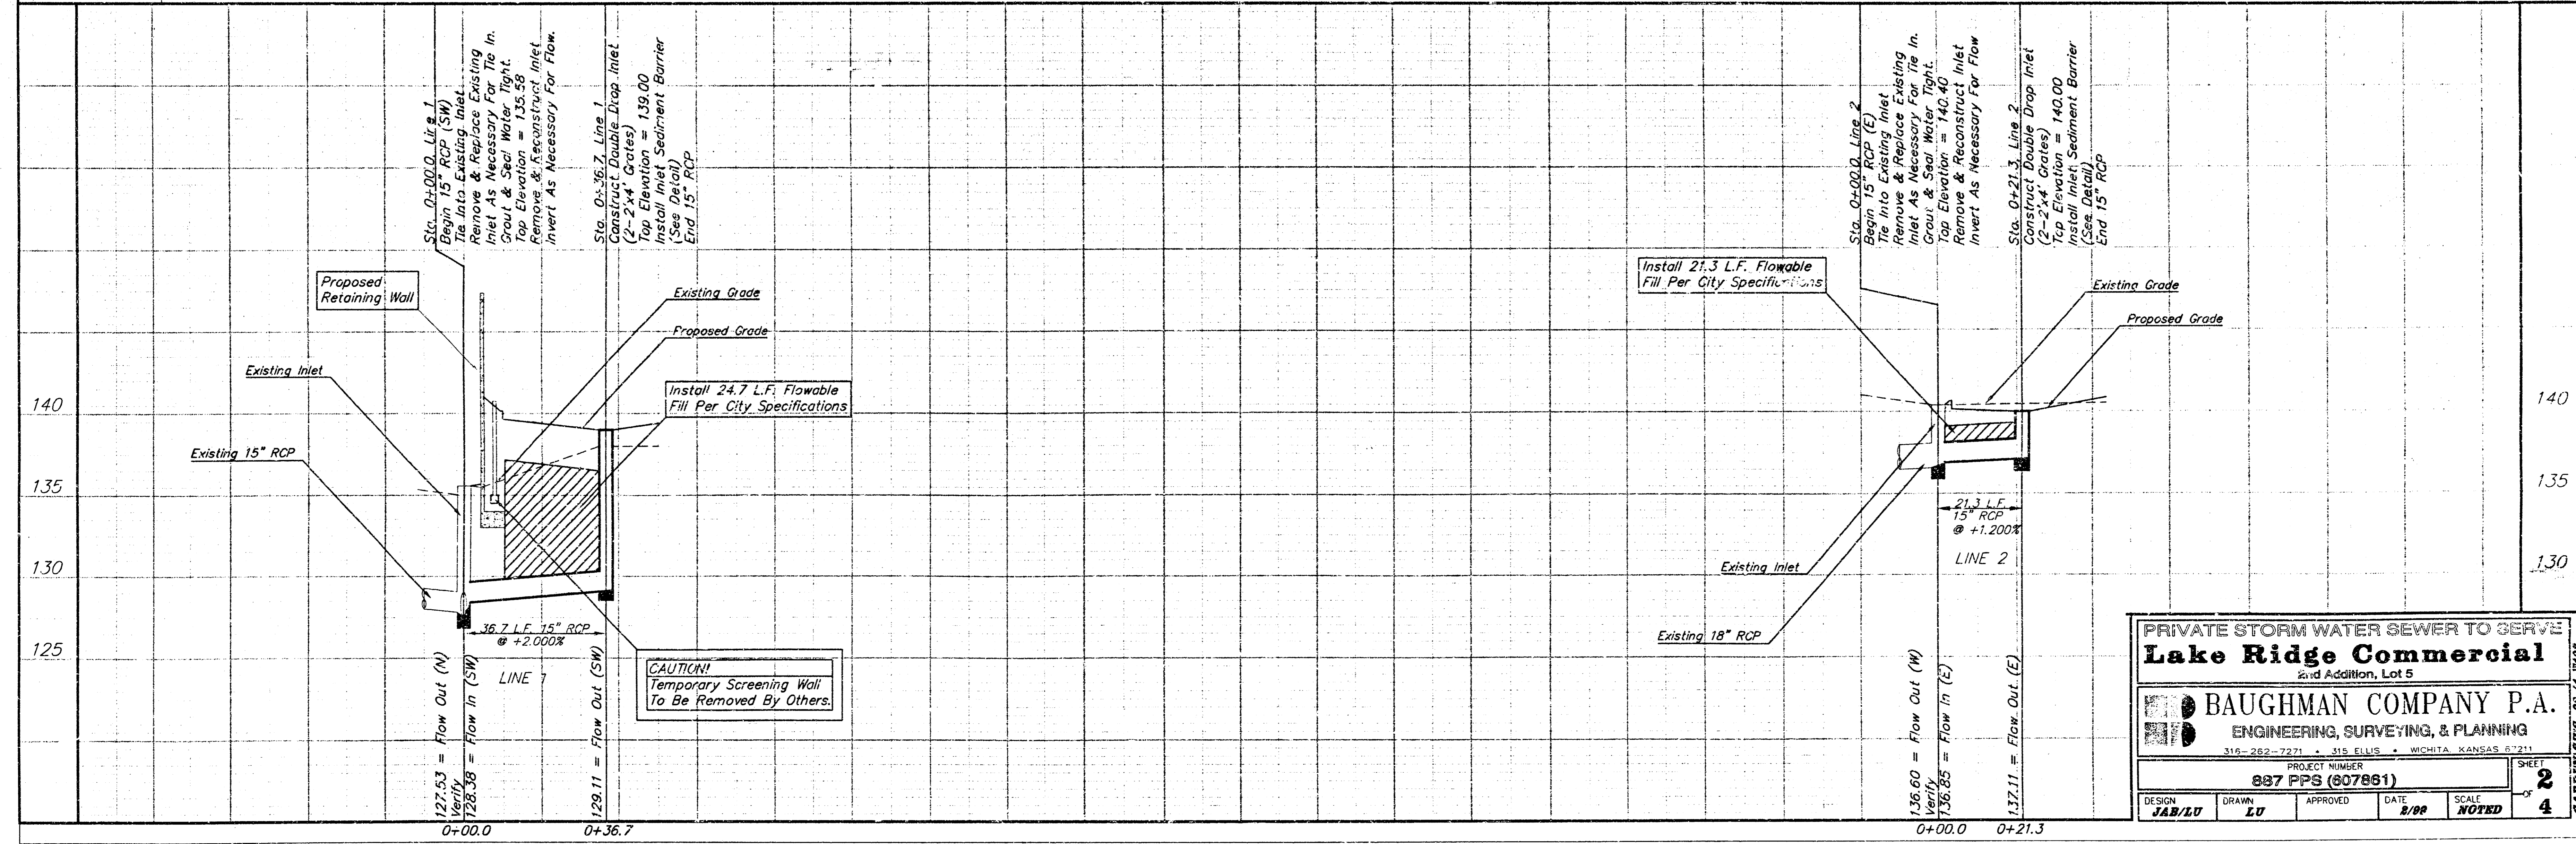 Sta. 0+00.0, Line 1
Begin 15" RCP (SW)
Tie Into Existing Inlet
Remove & Replace Existing
Inlet As Necessary For Tie In.
Grout & Seal Water Tight.
Top Elevation = 135.58
Remove & Reconstruct Inlet
Invert As Necessary For Flow.
Sta. 0+36.7, Line 1
Construct Double Drop Inlet
(2-2'x4' Grates)
Top Elevation = 139.00
Install Inlet Sediment Barrier
(See Detail)
End 15" RCP
Proposed
Retaining Wall
Existing Grade
Proposed Grade
Existing Inlet
Install 24.7 L.F. Flowable
Fill Per City Specifications
Existing 15" RCP
36.7 L.F. 15" RCP
@ +2.000%
LINE 1
CAUTION!
Temporary Screening Wall
To Be Removed By Others.
127.53 = Flow Out (N)
Verify
128.38 = Flow In (SW)
129.11 = Flow Out (SW)
0+00.0
0+36.7
140
135
130
125
Sta. 0+00.0, Line 2
Begin 15" RCP (E)
Tie Into Existing Inlet
Remove & Replace Existing
Inlet As Necessary For Tie In.
Grout & Seal Water Tight.
Top Elevation = 140.40
Remove & Reconstruct Inlet
Invert As Necessary For Flow
Sta. 0+21.3, Line 2
Construct Double Drop Inlet
(2-2'x4' Grates)
Top Elevation = 140.00
Install Inlet Sediment Barrier
(See Detail)
End 15" RCP
Install 21.3 L.F. Flowable
Fill Per City Specifications
Existing Grade
Proposed Grade
21.3 L.F.
15" RCP
@ +1.200%
LINE 2
Existing Inlet
Existing 18" RCP
136.60 = Flow Out (W)
Verify
136.85 = Flow In (E)
137.11 = Flow Out (E)
0+00.0
0+21.3
140
135
130
PRIVATE STORM WATER SEWER TO SERVE
Lake Ridge Commercial
2nd Addition, Lot 5
BAUGHMAN COMPANY P.A.
ENGINEERING, SURVEYING, & PLANNING
316-262-7271 • 315 ELLIS • WICHITA, KANSAS 67211
PROJECT NUMBER
887 PPS (607861)
SHEET
2
OF
4
DESIGN
JAB/LU
DRAWN
LU
APPROVED
DATE
SCALE
NOTED